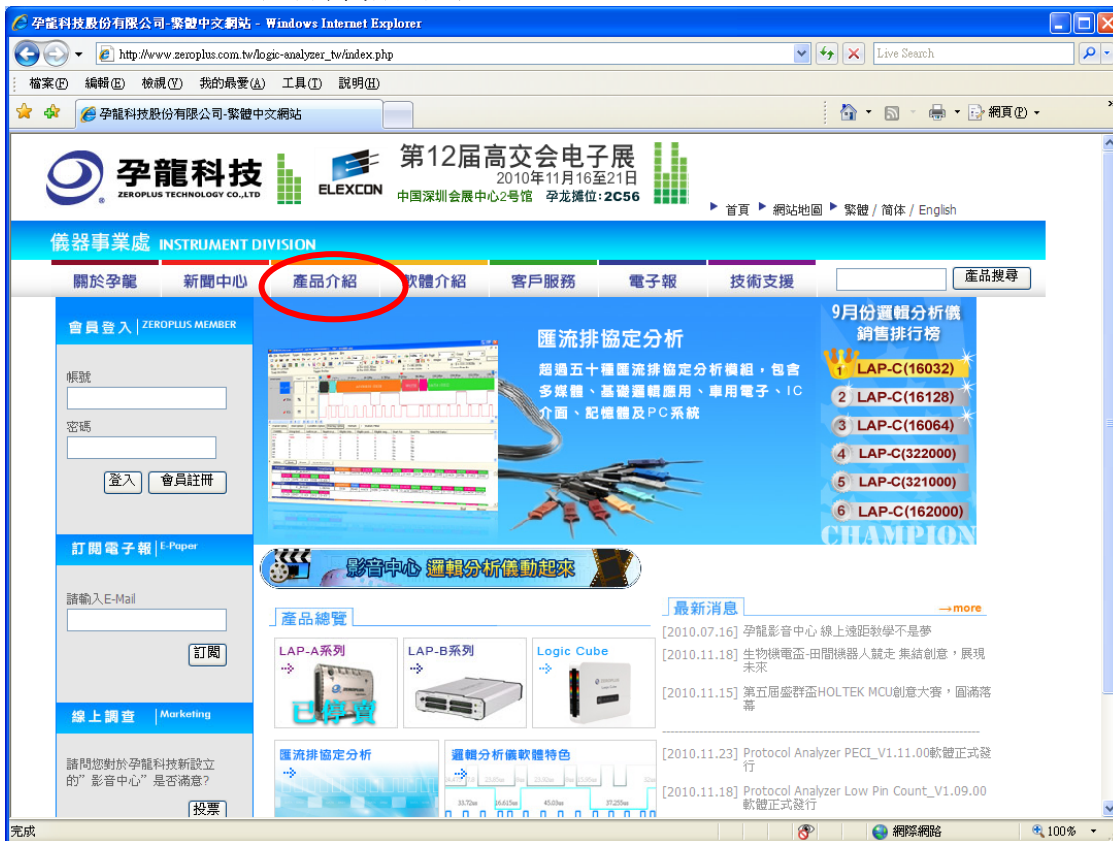 孕龍科技股份有限公司-繁體中文網站 - Windows Internet Explorer
http://www.zeroplus.com.tw/logic-analyzer_tw/index.php
Live Search
檔案(F) 編輯(E) 檢視(V) 我的最愛(A) 工具(T) 說明(H)
孕龍科技股份有限公司-繁體中文網站
網頁(P)
孕龍科技
ZEROPLUS TECHNOLOGY CO.,LTD
ELEXCON
第12届高交会电子展
2010年11月16至21日
中国深圳会展中心2号馆 孕龙摊位:2C56
首頁 網站地圖 繁體 / 简体 / English
儀器事業處 INSTRUMENT DIVISION
關於孕龍 新聞中心 產品介紹 軟體介紹 客戶服務 電子報 技術支援 產品搜尋
會員登入 ZEROPLUS MEMBER
帳號
密碼
登入 會員註冊
匯流排協定分析
超過五十種匯流排協定分析模組，包含
多媒體、基礎邏輯應用、車用電子、IC
介面、記憶體及PC系統
9月份邏輯分析儀
銷售排行榜
1 LAP-C(16032)
2 LAP-C(16128)
3 LAP-C(16064)
4 LAP-C(322000)
5 LAP-C(321000)
6 LAP-C(162000)
CHAMPION
訂閱電子報 E-Paper
請輸入E-Mail
訂閱
線上調查 Marketing
請問您對於孕龍科技新設立
的” 影音中心” 是否滿意?
投票
影音中心 邏輯分析儀動起來
產品總覽
LAP-A系列
已停賣
LAP-B系列
Logic Cube
匯流排協定分析
邏輯分析儀軟體特色
最新消息
→more
[2010.07.16] 孕龍影音中心 線上遠距教學不是夢
[2010.11.18] 生物機電盃-田間機器人競走 集結創意，展現
未來
[2010.11.15] 第五屆盛群盃HOLTEK MCU創意大賽，圓滿落
幕
[2010.11.23] Protocol Analyzer PECI_V1.11.00軟體正式發
行
[2010.11.18] Protocol Analyzer Low Pin Count_V1.09.00
軟體正式發行
完成
網際網路
100%